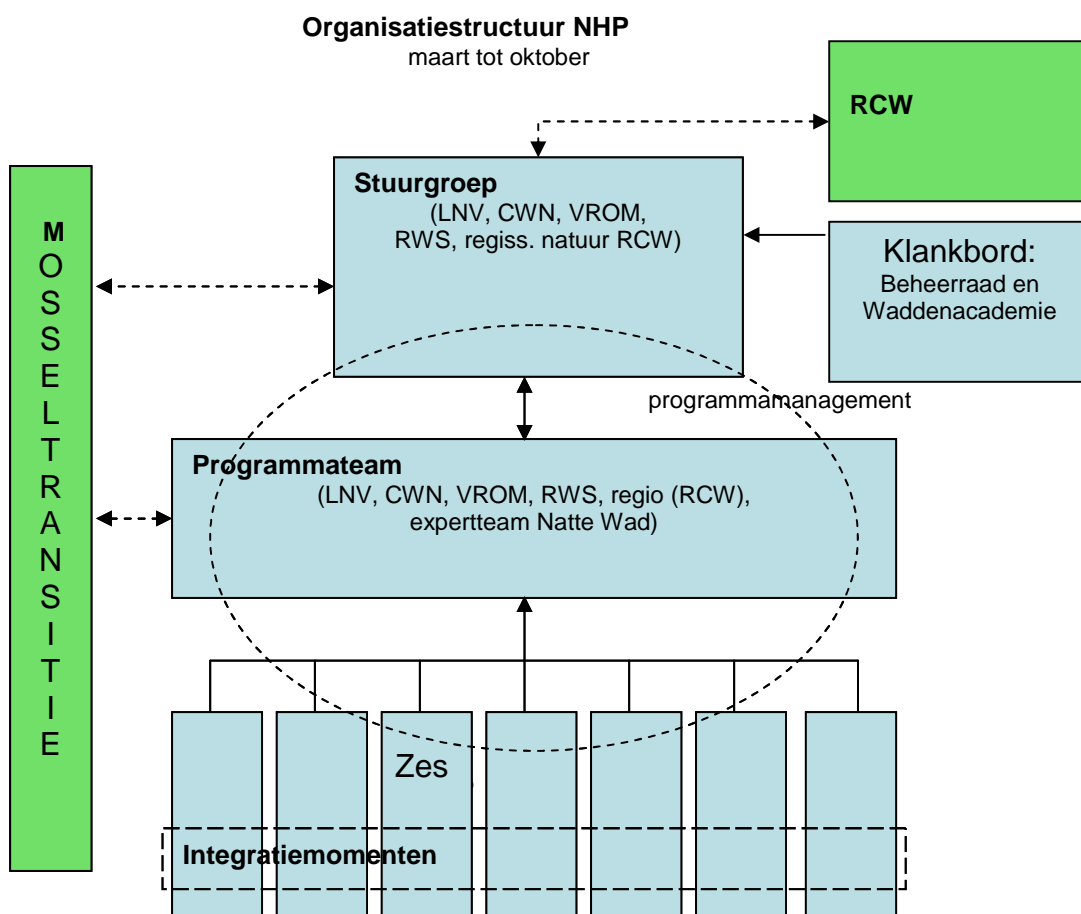 Organisatiestructuur NHP
maart tot oktober
RCW
Stuurgroep
(LNV, CWN, VROM,
RWS, regiss. natuur RCW)
Klankbord:
Beheerraad en
Waddenacademie
MOSSELTRANSITIE
programmamanagement
Programmateam
(LNV, CWN, VROM, RWS, regio (RCW),
expertteam Natte Wad)
Zes
Integratiemomenten